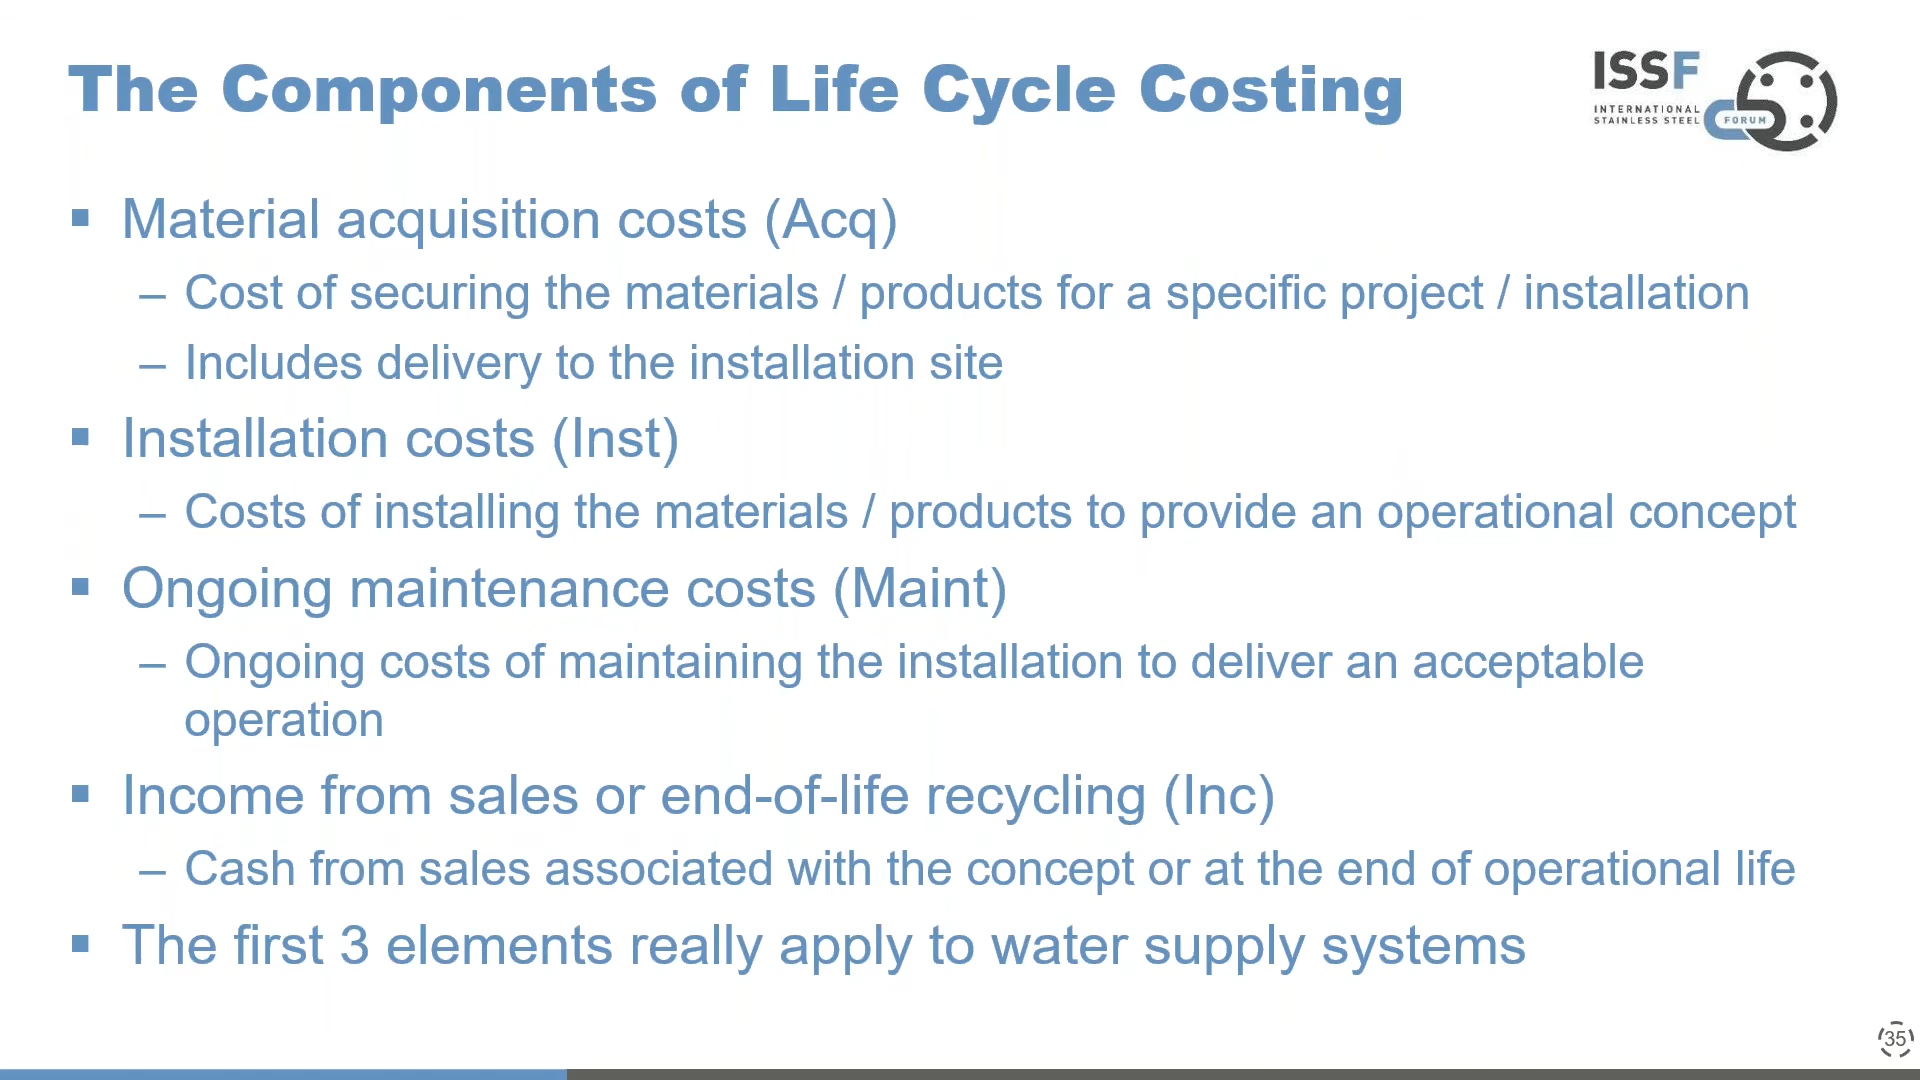 The Components of Life Cycle Costing
ISSF
INTERNATIONAL
STAINLESS STEEL
FORUM
▪ Material acquisition costs (Acq)
– Cost of securing the materials / products for a specific project / installation
– Includes delivery to the installation site
▪ Installation costs (Inst)
– Costs of installing the materials / products to provide an operational concept
▪ Ongoing maintenance costs (Maint)
– Ongoing costs of maintaining the installation to deliver an acceptable
operation
▪ Income from sales or end-of-life recycling (Inc)
– Cash from sales associated with the concept or at the end of operational life
▪ The first 3 elements really apply to water supply systems
35